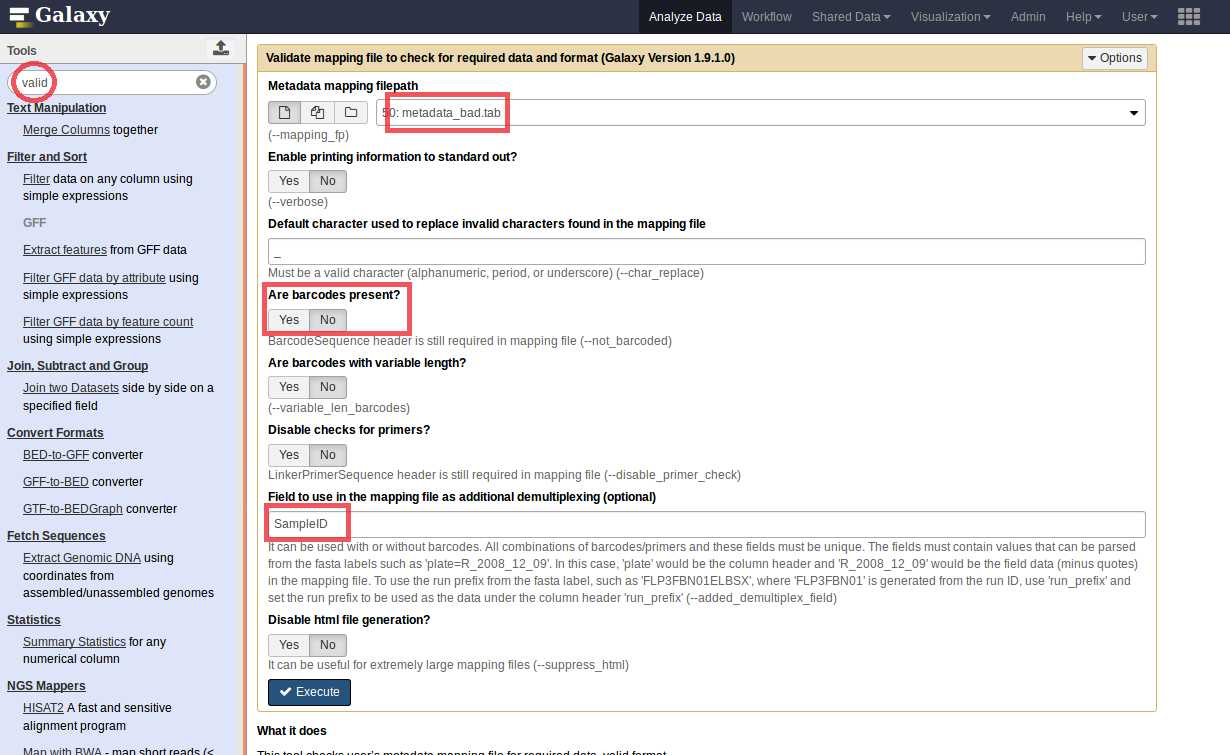 Galaxy
Analyze Data
Workflow
Shared Data
Visualization
Admin
Help
User
Tools
valid
Text Manipulation
Merge Columns together
Filter and Sort
Filter data on any column using
simple expressions
GFF
Extract features from GFF data
Filter GFF data by attribute using
simple expressions
Filter GFF data by feature count
using simple expressions
Join, Subtract and Group
Join two Datasets side by side on a
specified field
Convert Formats
BED-to-GFF converter
GFF-to-BED converter
GTF-to-BEDGraph converter
Fetch Sequences
Extract Genomic DNA using
coordinates from
assembled/unassembled genomes
Statistics
Summary Statistics for any
numerical column
NGS Mappers
HISAT2 A fast and sensitive
alignment program
Map with BWA - map short reads (<
Validate mapping file to check for required data and format (Galaxy Version 1.9.1.0)
Options
Metadata mapping filepath
50: metadata_bad.tab
(--mapping_fp)
Enable printing information to standard out?
Yes No
(--verbose)
Default character used to replace invalid characters found in the mapping file
_
Must be a valid character (alphanumeric, period, or underscore) (--char_replace)
Are barcodes present?
Yes No
BarcodeSequence header is still required in mapping file (--not_barcoded)
Are barcodes with variable length?
Yes No
(--variable_len_barcodes)
Disable checks for primers?
Yes No
LinkerPrimerSequence header is still required in mapping file (--disable_primer_check)
Field to use in the mapping file as additional demultiplexing (optional)
SampleID
It can be used with or without barcodes. All combinations of barcodes/primers and these fields must be unique. The fields must contain values that can be parsed
from the fasta labels such as 'plate=R_2008_12_09'. In this case, 'plate' would be the column header and 'R_2008_12_09' would be the field data (minus quotes)
in the mapping file. To use the run prefix from the fasta label, such as 'FLP3FBN01ELBSX', where 'FLP3FBN01' is generated from the run ID, use 'run_prefix' and
set the run prefix to be used as the data under the column header 'run_prefix' (--added_demultiplex_field)
Disable html file generation?
Yes No
It can be useful for extremely large mapping files (--suppress_html)
Execute
What it does
This tool checks user's metadata mapping file for required data, valid format